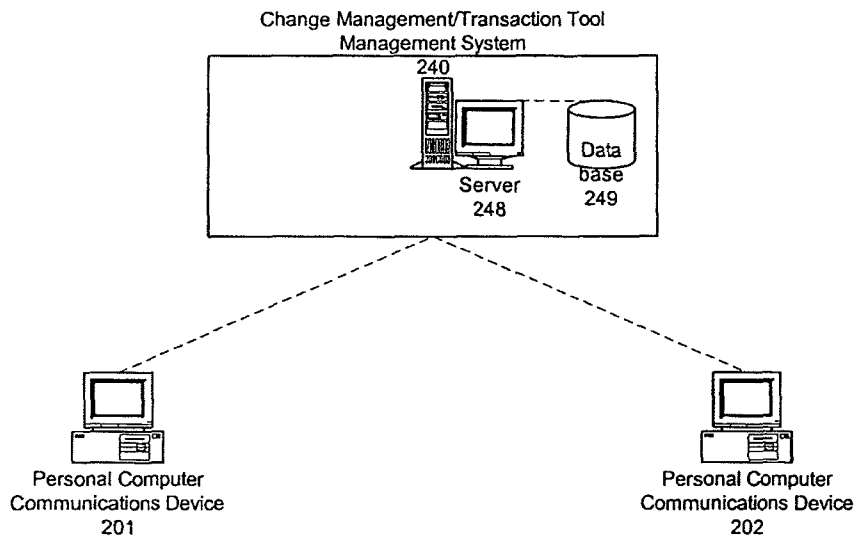 Change Management/Transaction Tool
Management System
240
Server
248
Data
base
249
Personal Computer
Communications Device
201
Personal Computer
Communications Device
202